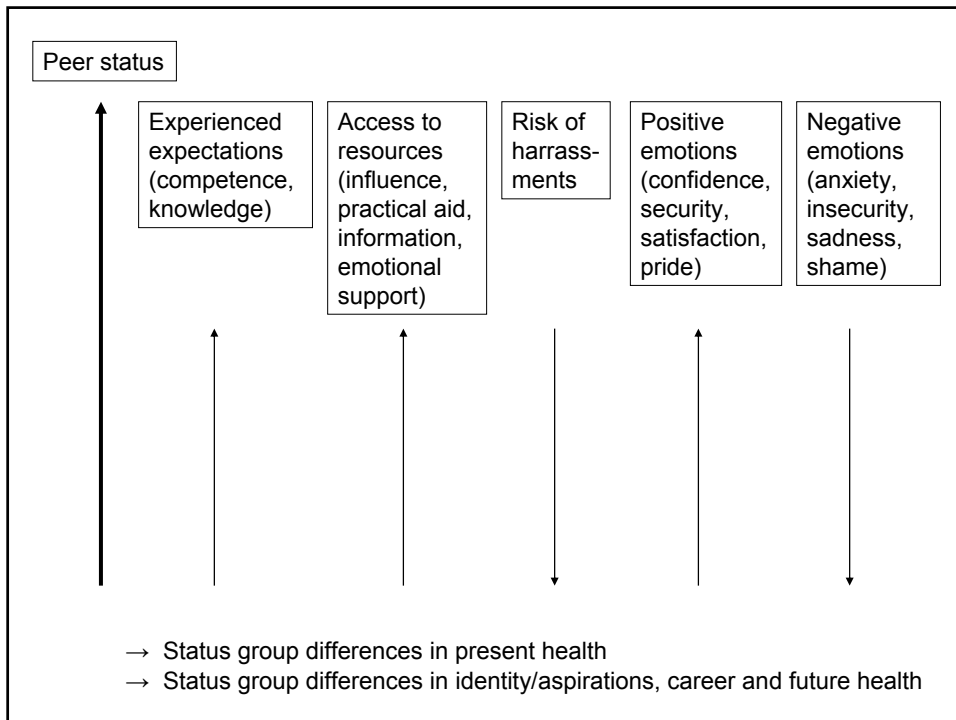 Peer status
Experienced
expectations
(competence,
knowledge)
Access to
resources
(influence,
practical aid,
information,
emotional
support)
Risk of
harrass-
ments
Positive
emotions
(confidence,
security,
satisfaction,
pride)
Negative
emotions
(anxiety,
insecurity,
sadness,
shame)
→ Status group differences in present health
→ Status group differences in identity/aspirations, career and future health